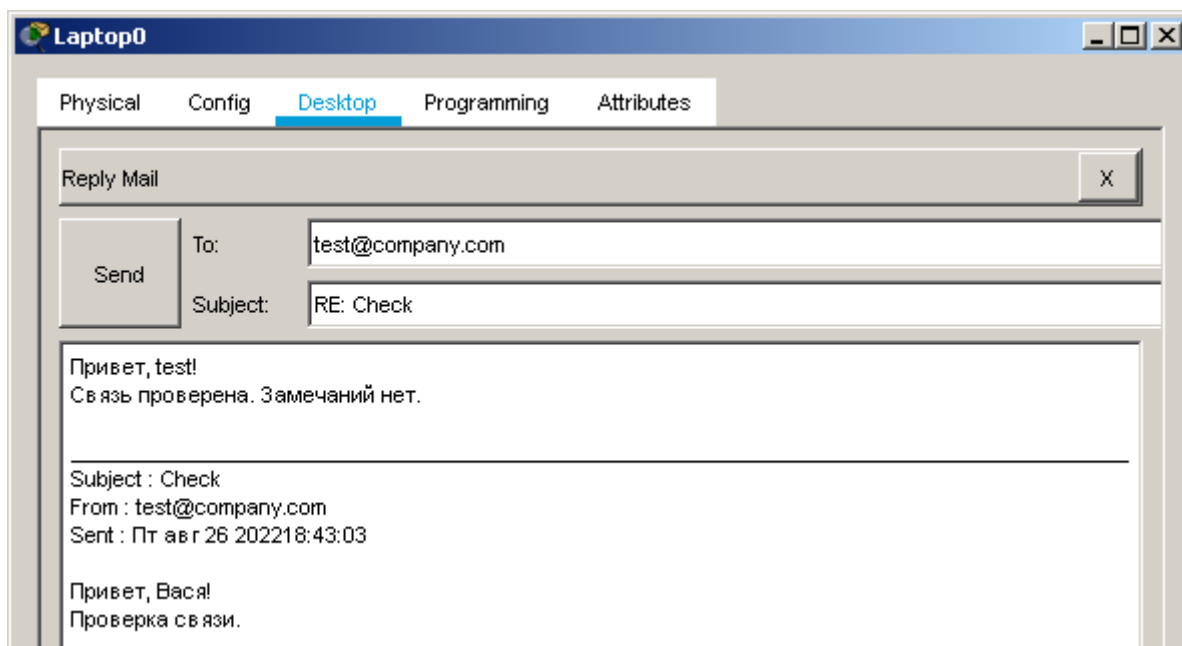 Laptop0
Physical Config Desktop Programming Attributes
Reply Mail X
Send
To: test@company.com
Subject: RE: Check
Привет, test!
Связь проверена. Замечаний нет.
Subject : Check
From : test@company.com
Sent : Пт авг 26 202218:43:03
Привет, Вася!
Проверка связи.